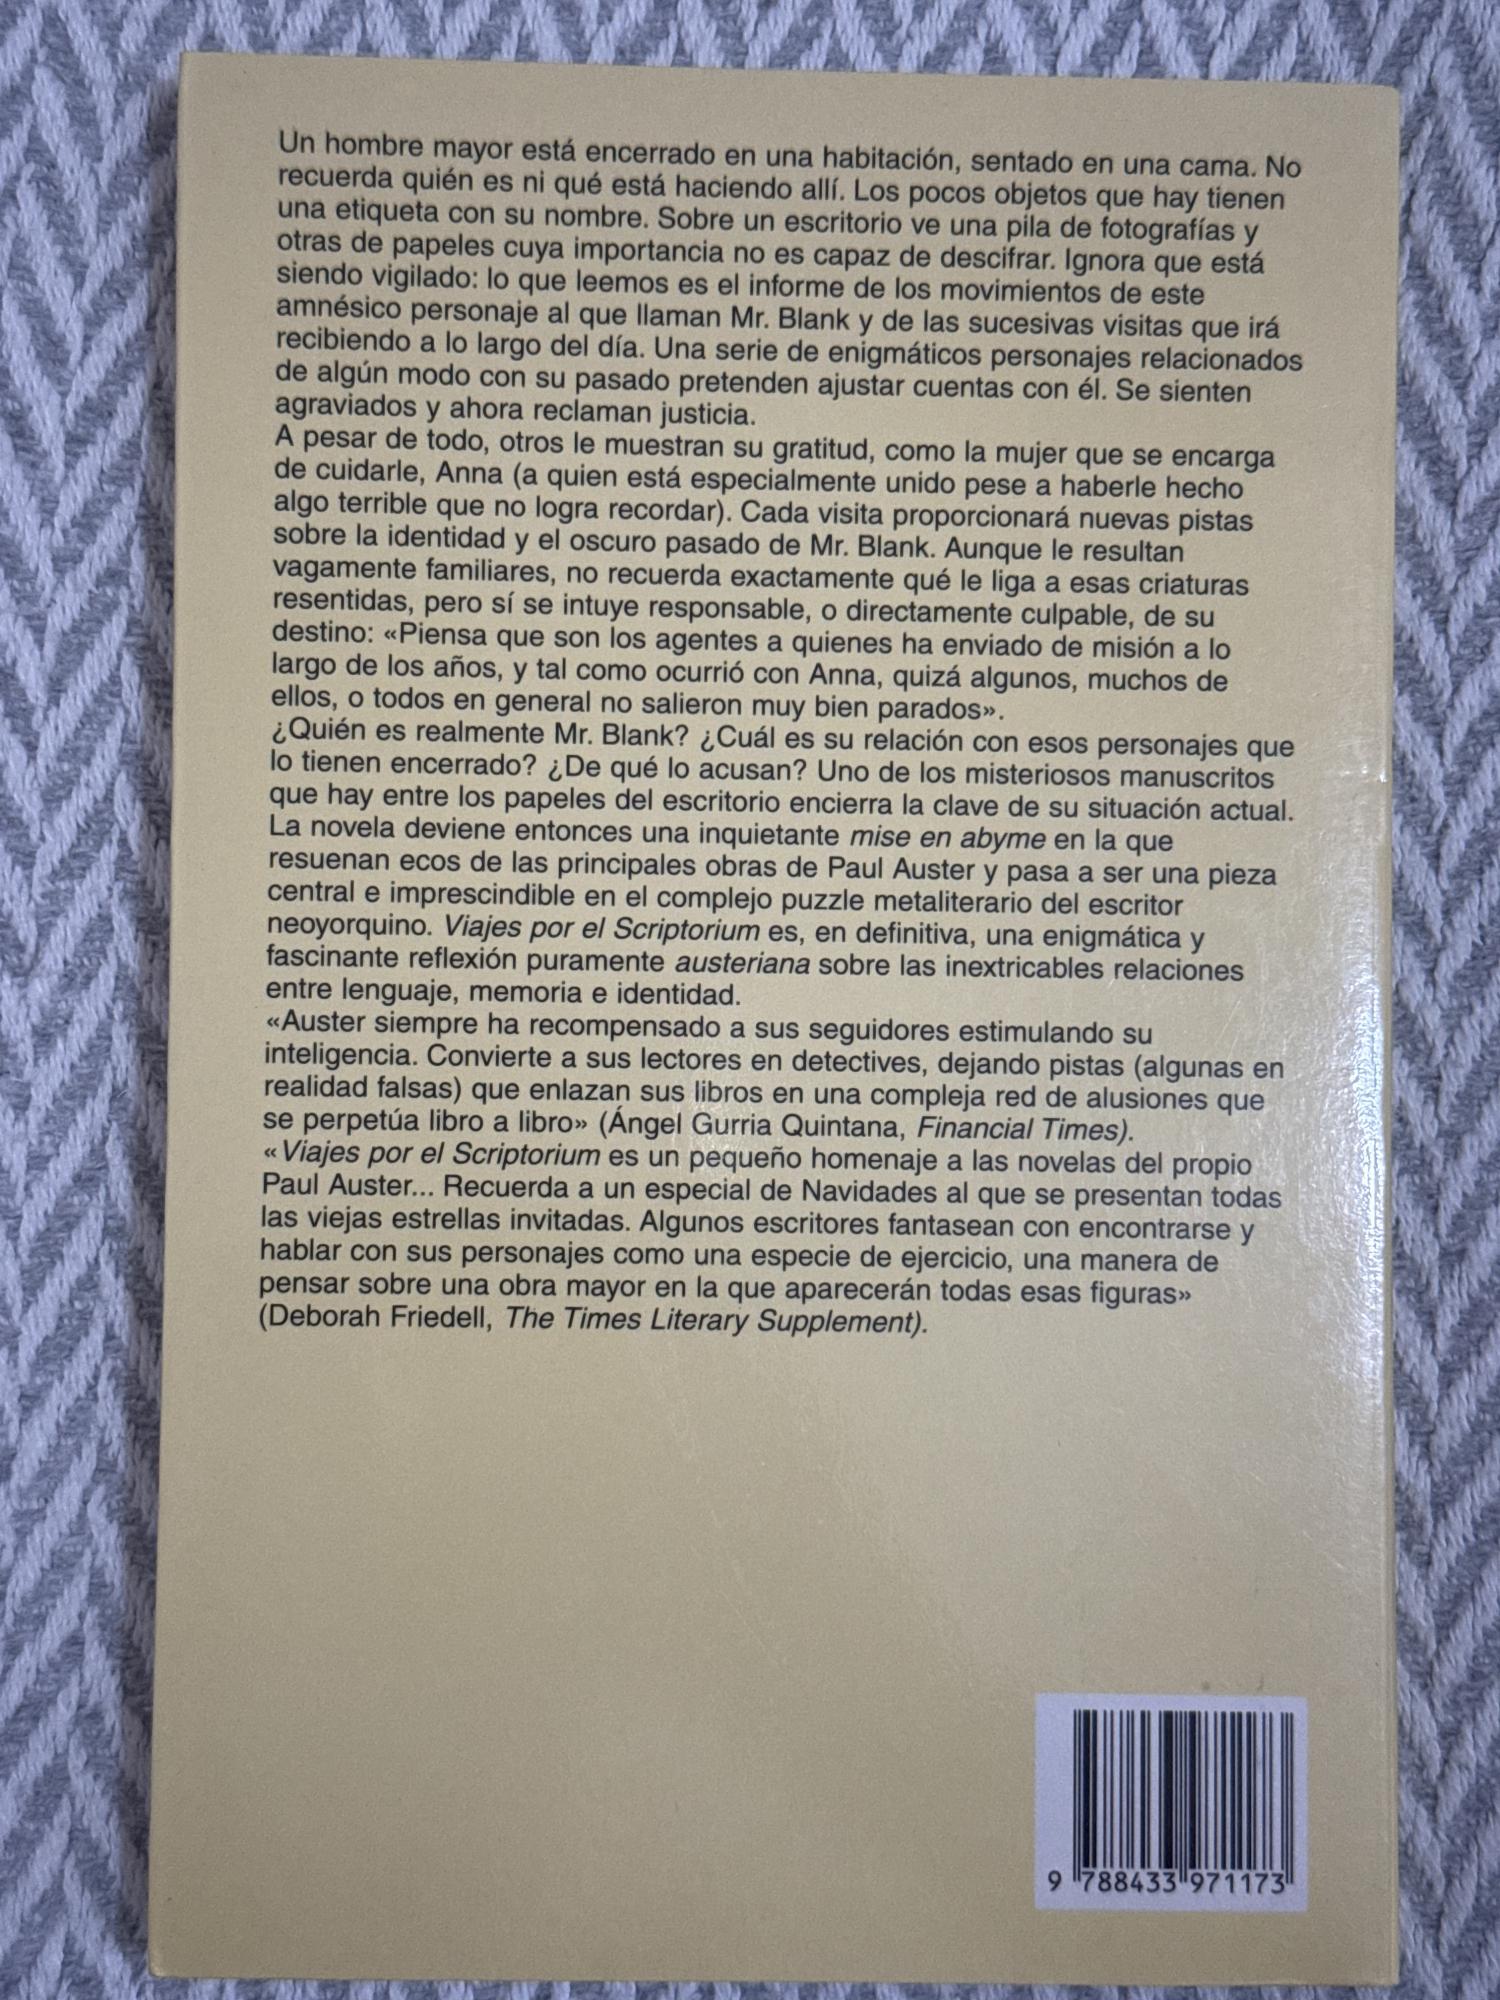 Un hombre mayor está encerrado en una habitación, sentado en una cama. No
recuerda quién es ni qué está haciendo allí. Los pocos objetos que hay tienen
una etiqueta con su nombre. Sobre un escritorio ve una pila de fotografías y
otras de papeles cuya importancia no es capaz de descifrar. Ignora que está
siendo vigilado: lo que leemos es el informe de los movimientos de este
amnésico personaje al que llaman Mr. Blank y de las sucesivas visitas que irá
recibiendo a lo largo del día. Una serie de enigmáticos personajes relacionados
de algún modo con su pasado pretenden ajustar cuentas con él. Se sienten
agraviados y ahora reclaman justicia.
A pesar de todo, otros le muestran su gratitud, como la mujer que se encarga
de cuidarle, Anna (a quien está especialmente unido pese a haberle hecho
algo terrible que no logra recordar). Cada visita proporcionará nuevas pistas
sobre la identidad y el oscuro pasado de Mr. Blank. Aunque le resultan
vagamente familiares, no recuerda exactamente qué le liga a esas criaturas
resentidas, pero sí se intuye responsable, o directamente culpable, de su
destino: «Piensa que son los agentes a quienes ha enviado de misión a lo
largo de los años, y tal como ocurrió con Anna, quizá algunos, muchos de
ellos, o todos en general no salieron muy bien parados».
¿Quién es realmente Mr. Blank? ¿Cuál es su relación con esos personajes que
lo tienen encerrado? ¿De qué lo acusan? Uno de los misteriosos manuscritos
que hay entre los papeles del escritorio encierra la clave de su situación actual.
La novela deviene entonces una inquietante mise en abyme en la que
resuenan ecos de las principales obras de Paul Auster y pasa a ser una pieza
central e imprescindible en el complejo puzzle metaliterario del escritor
neoyorquino. Viajes por el Scriptorium es, en definitiva, una enigmática y
fascinante reflexión puramente austeriana sobre las inextricables relaciones
entre lenguaje, memoria e identidad.
«Auster siempre ha recompensado a sus seguidores estimulando su
inteligencia. Convierte a sus lectores en detectives, dejando pistas (algunas en
realidad falsas) que enlazan sus libros en una compleja red de alusiones que
se perpetúa libro a libro» (Ángel Gurria Quintana, Financial Times).
«Viajes por el Scriptorium es un pequeño homenaje a las novelas del propio
Paul Auster... Recuerda a un especial de Navidades al que se presentan todas
las viejas estrellas invitadas. Algunos escritores fantasean con encontrarse y
hablar con sus personajes como una especie de ejercicio, una manera de
pensar sobre una obra mayor en la que aparecerán todas esas figuras»
(Deborah Friedell, The Times Literary Supplement).
9 788433 971173